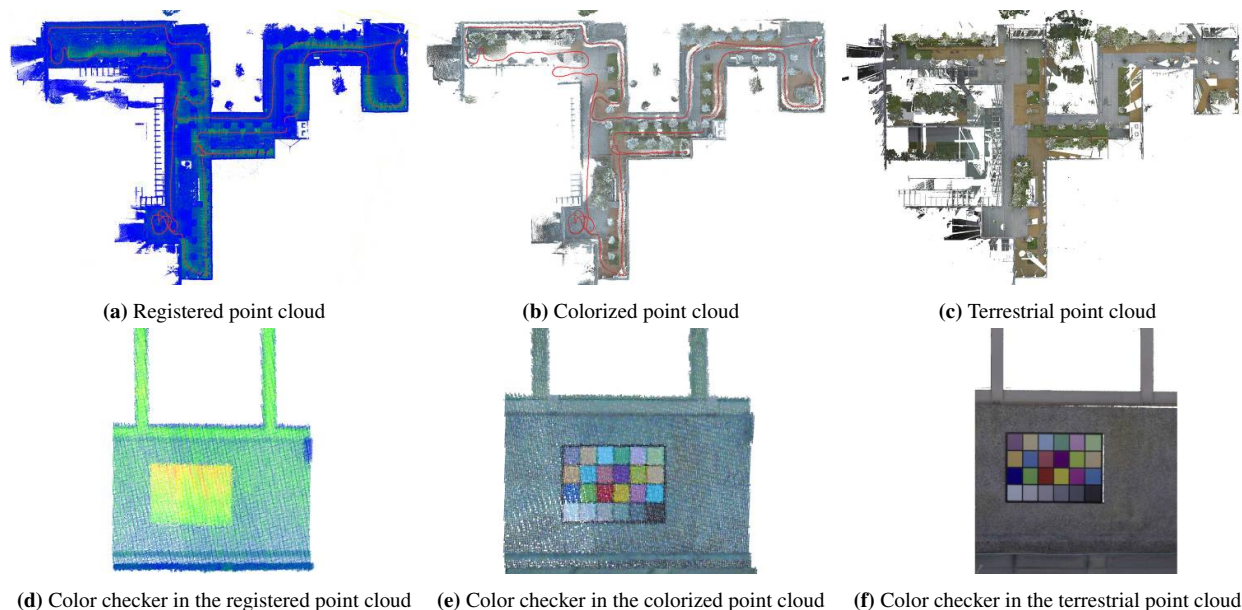 (a) Registered point cloud
(b) Colorized point cloud
(c) Terrestrial point cloud
(d) Color checker in the registered point cloud
(e) Color checker in the colorized point cloud
(f) Color checker in the terrestrial point cloud